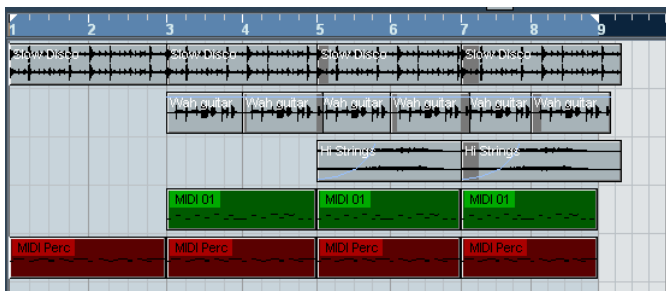 1 2 3 4 5 6 7 8 9
Slow Disco Slow Disco Slow Disco Slow Disco
Wah guitar Wah guitar Wah guitar Wah guitar Wah guitar Wah guitar
Hi Strings Hi Strings
MIDI 01 MIDI 01 MIDI 01
MIDI Perc MIDI Perc MIDI Perc MIDI Perc